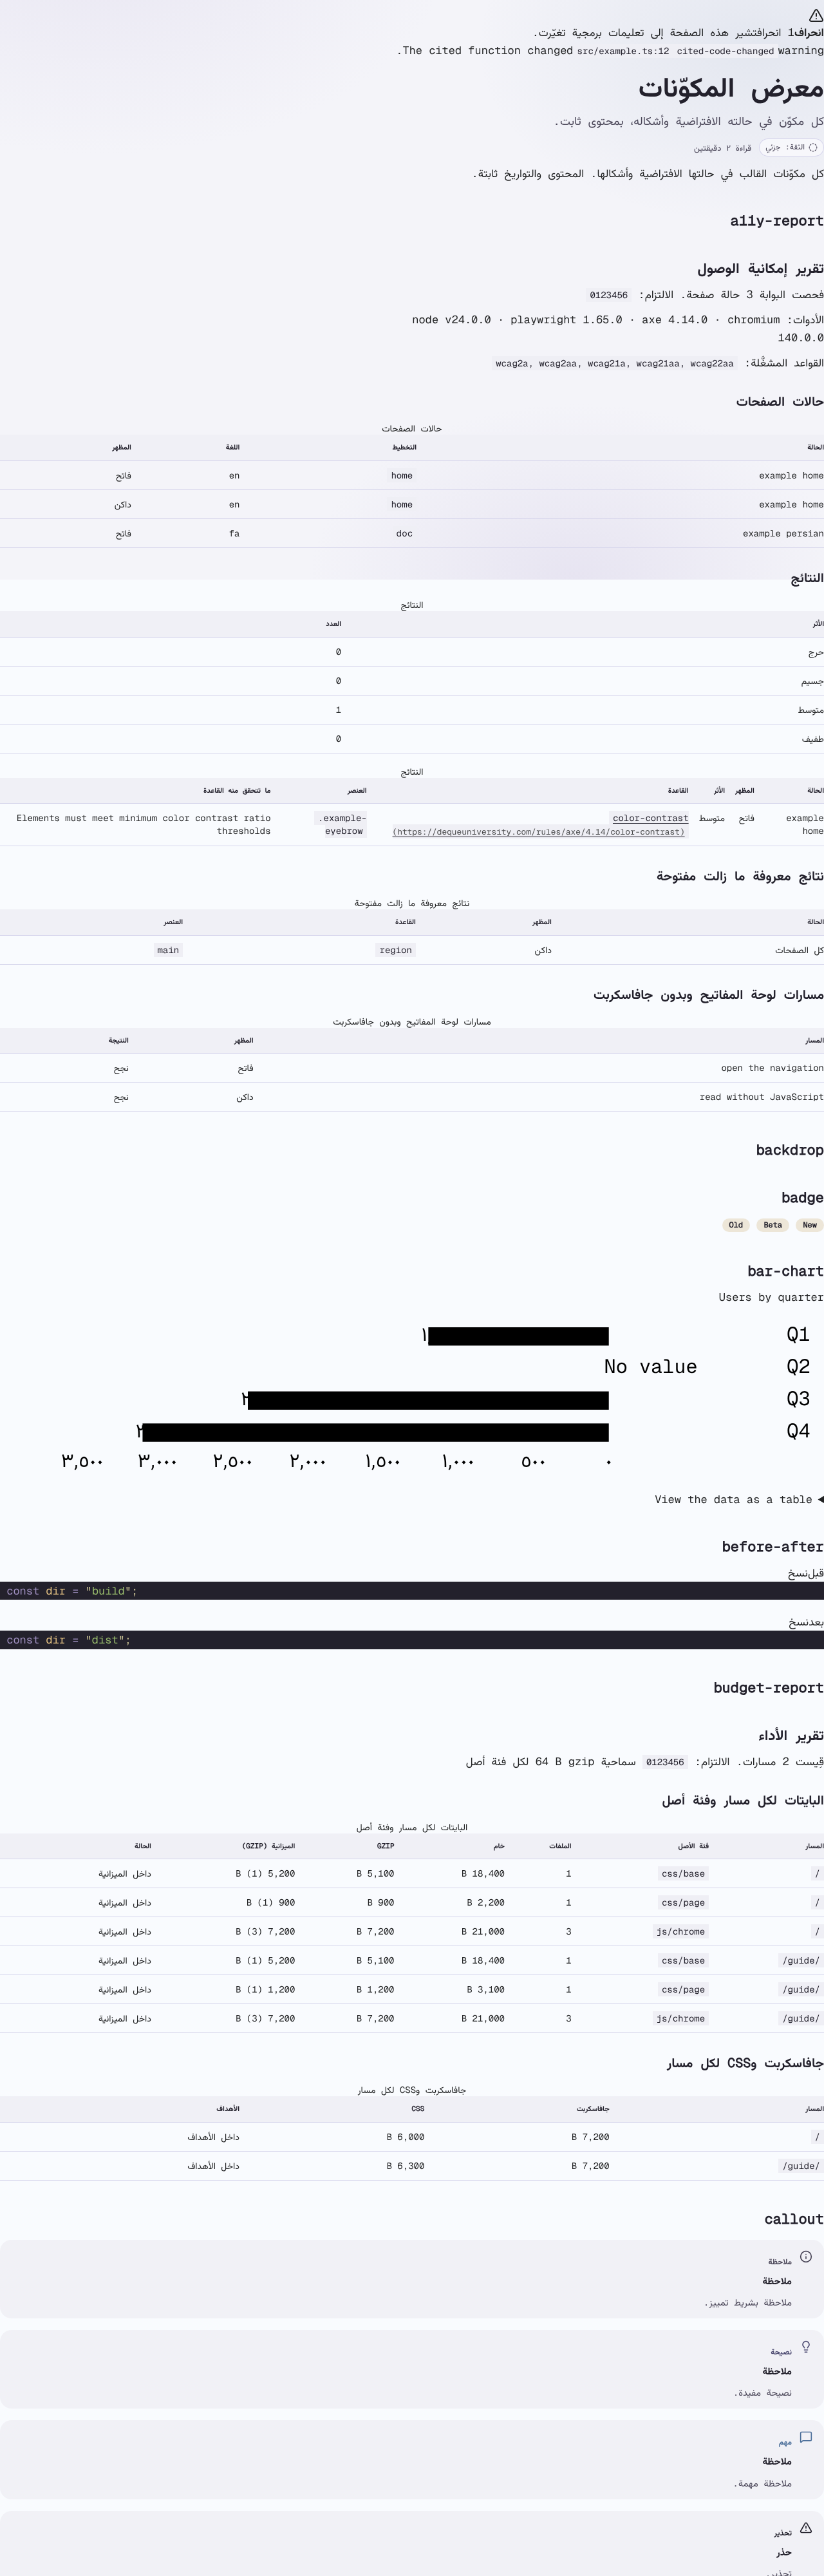 انحراف1 انحرافتشير هذه الصفحة إلى تعليمات برمجية تغيّرت.
warning cited-code-changed src/example.ts:12 The cited function changed.
معرض المكوّنات
كل مكوّن في حالته الافتراضية وأشكاله، بمحتوى ثابت.
الثقة: جزئي قراءة ٢ دقيقتين
كل مكوّنات القالب في حالتها الافتراضية وأشكالها. المحتوى والتواريخ ثابتة.
a11y-report
تقرير إمكانية الوصول
فحصت البوابة 3 حالة صفحة. الالتزام: 0123456
الأدوات: node v24.0.0 · playwright 1.65.0 · axe 4.14.0 · chromium
140.0.0
القواعد المشغَّلة: wcag2a, wcag2aa, wcag21a, wcag21aa, wcag22aa
حالات الصفحات
حالات الصفحات
الحالة التخطيط اللغة المظهر
example home home en فاتح
example home home en داكن
example persian doc fa فاتح
النتائج
النتائج
الأثر العدد
حرج 0
جسيم 0
متوسط 1
طفيف 0
النتائج
الحالة المظهر الأثر القاعدة العنصر ما تتحقق منه القاعدة
example home فاتح متوسط color-contrast (https://dequeuniversity.com/rules/axe/4.14/color-contrast) .example-eyebrow Elements must meet minimum color contrast ratio thresholds
نتائج معروفة ما زالت مفتوحة
نتائج معروفة ما زالت مفتوحة
الحالة المظهر القاعدة العنصر
كل الصفحات داكن region main
مسارات لوحة المفاتيح وبدون جافاسكربت
مسارات لوحة المفاتيح وبدون جافاسكربت
المسار المظهر النتيجة
open the navigation فاتح نجح
read without JavaScript داكن نجح
backdrop
badge
New Beta Old
bar-chart
Users by quarter
Q1 ١
Q2 No value
Q3
Q4
٠ ٥٠٠ ١٬٠٠٠ ١٬٥٠٠ ٢٬٠٠٠ ٢٬٥٠٠ ٣٬٠٠٠ ٣٬٥٠٠
View the data as a table
before-after
قبلنسخ
const dir = "build";
بعدنسخ
const dir = "dist";
budget-report
تقرير الأداء
قيست 2 مسارات. الالتزام: 0123456 سماحية 64 B gzip لكل فئة أصل
البايتات لكل مسار وفئة أصل
البايتات لكل مسار وفئة أصل
المسار فئة الأصل الملفات خام GZIP الميزانية (GZIP) الحالة
/ css/base 1 18,400 B 5,100 B 5,200 B (1) داخل الميزانية
/ css/page 1 2,200 B 900 B 900 B (1) داخل الميزانية
/ js/chrome 3 21,000 B 7,200 B 7,200 B (3) داخل الميزانية
/guide/ css/base 1 18,400 B 5,100 B 5,200 B (1) داخل الميزانية
/guide/ css/page 1 3,100 B 1,200 B 1,200 B (1) داخل الميزانية
/guide/ js/chrome 3 21,000 B 7,200 B 7,200 B (3) داخل الميزانية
جافاسكربت وCSS لكل مسار
جافاسكربت وCSS لكل مسار
المسار جافاسكربت CSS الأهداف
/ 7,200 B 6,000 B داخل الأهداف
/guide/ 7,200 B 6,300 B داخل الأهداف
callout
ملاحظة
ملاحظة
ملاحظة بشريط تمييز.
نصيحة
ملاحظة
نصيحة مفيدة.
مهم
ملاحظة
ملاحظة مهمة.
تحذير
حذر